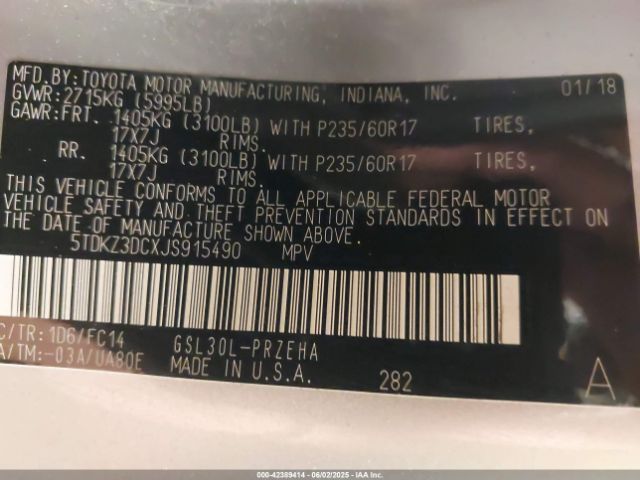 MFD. BY: TOYOTA MOTOR MANUFACTURING, INDIANA, INC. 01/18
GVWR: 2715KG (5995LB)
GAWR: FRT. 1405KG (3100LB) WITH P235/60R17 TIRES,
17X7J RIMS.
RR. 1405KG (3100LB) WITH P235/60R17 TIRES,
17X7J RIMS.
THIS VEHICLE CONFORMS TO ALL APPLICABLE FEDERAL MOTOR
VEHICLE SAFETY AND THEFT PREVENTION STANDARDS IN EFFECT ON
THE DATE OF MANUFACTURE SHOWN ABOVE.
5TDKZ3DCXJS915490 MPV
C/TR: 1D6/FC14 GSL30L-PRZEHA
A/TM:-03A/UA80E MADE IN U.S.A. 282 A
000-42389414 - 06/02/2025 - IAA Inc.